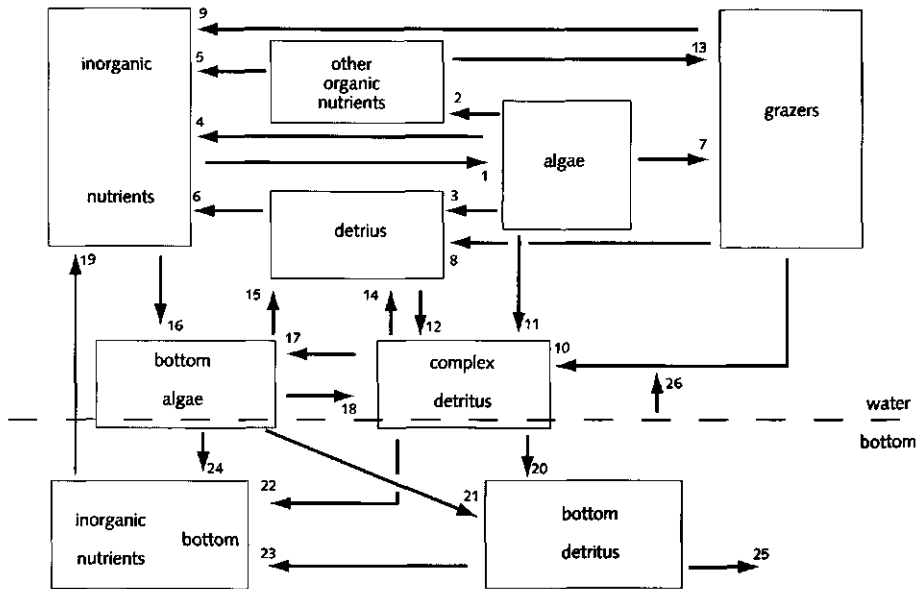 9
13
inorganic
5
other
organic
nutrients
2
grazers
4
7
algae
1
nutrients
6
3
detrius
8
19
15
14
16
17
12
11
10
bottom
algae
complex
detritus
18
26
water
bottom
24
20
22
21
inorganic
nutrients
bottom
bottom
detritus
23
25